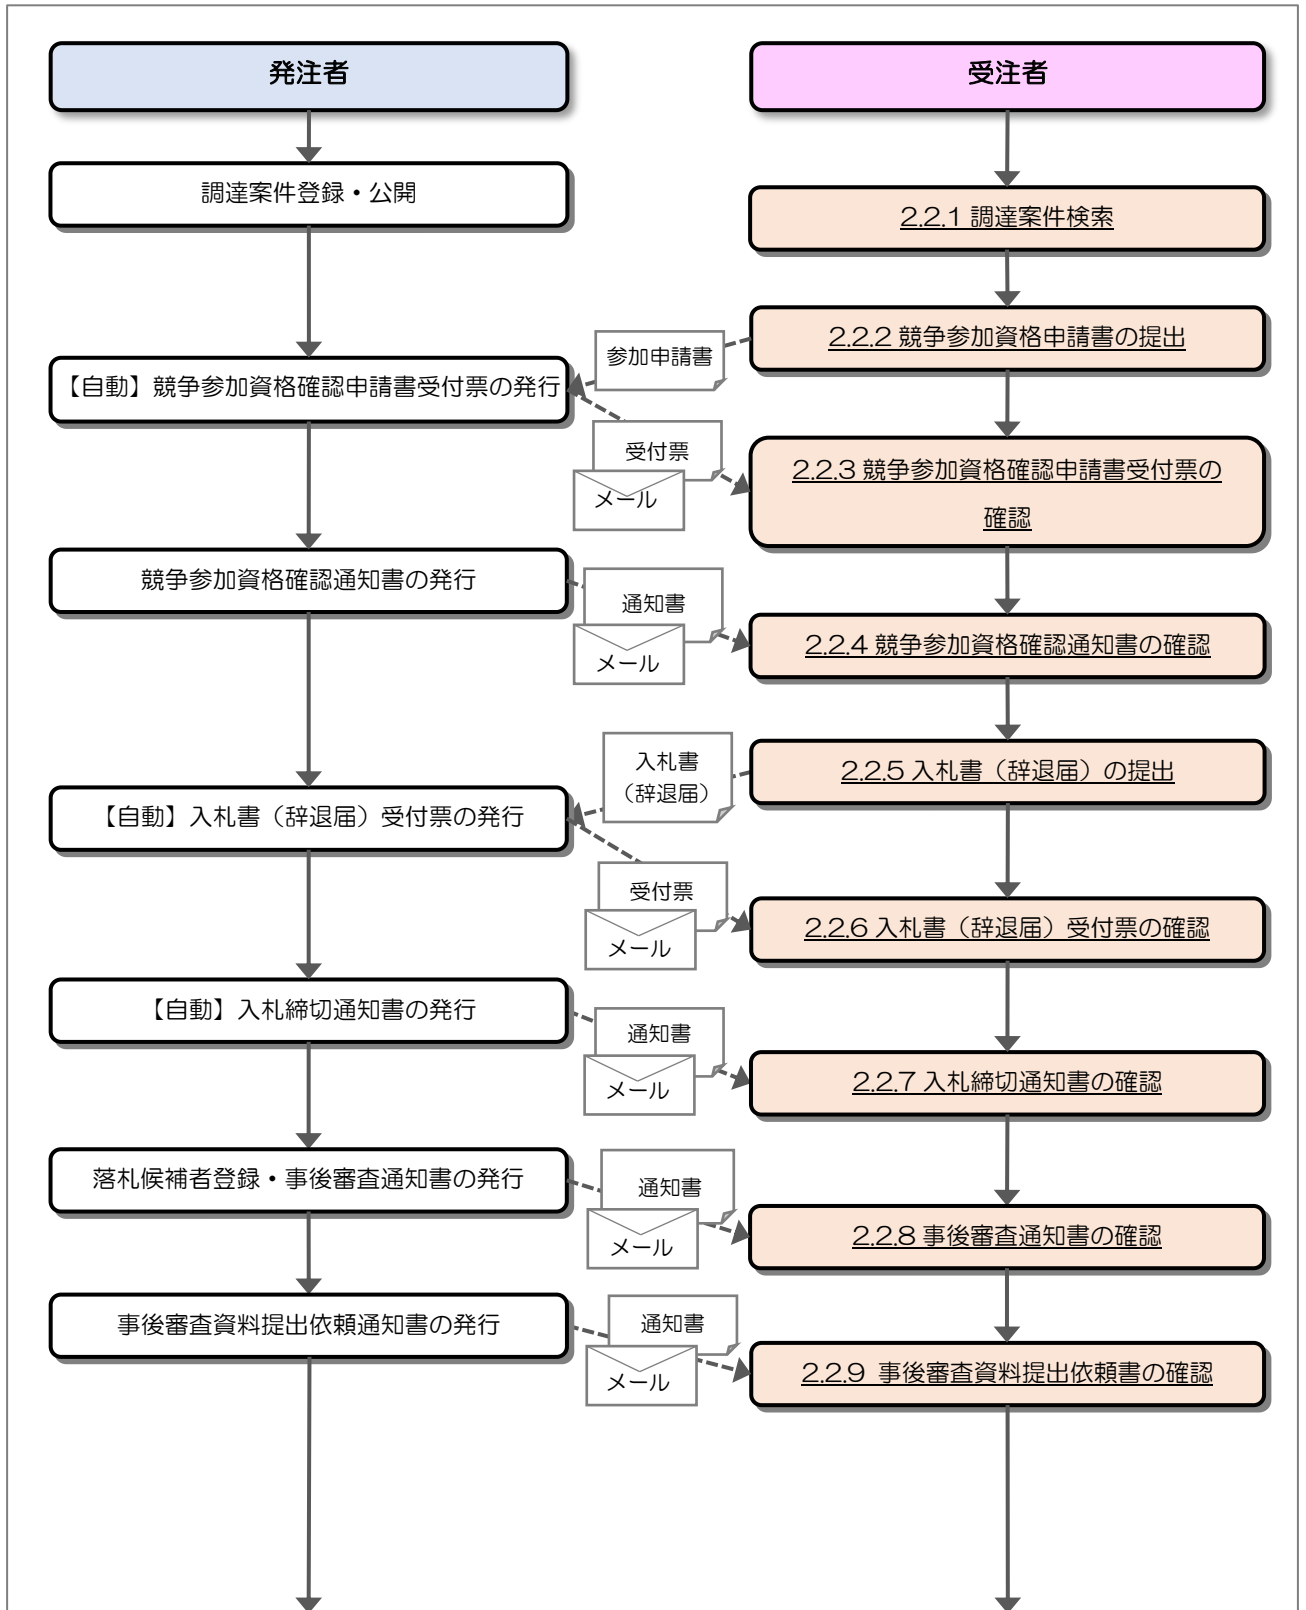 発注者
受注者
調達案件登録・公開
2.2.1 調達案件検索
2.2.2 競争参加資格申請書の提出
参加申請書
【自動】競争参加資格確認申請書受付票の発行
受付票
メール
2.2.3 競争参加資格確認申請書受付票の
確認
競争参加資格確認通知書の発行
通知書
メール
2.2.4 競争参加資格確認通知書の確認
入札書
（辞退届）
2.2.5 入札書（辞退届）の提出
【自動】入札書（辞退届）受付票の発行
受付票
メール
2.2.6 入札書（辞退届）受付票の確認
【自動】入札締切通知書の発行
通知書
メール
2.2.7 入札締切通知書の確認
落札候補者登録・事後審査通知書の発行
通知書
メール
2.2.8 事後審査通知書の確認
事後審査資料提出依頼通知書の発行
通知書
メール
2.2.9 事後審査資料提出依頼書の確認